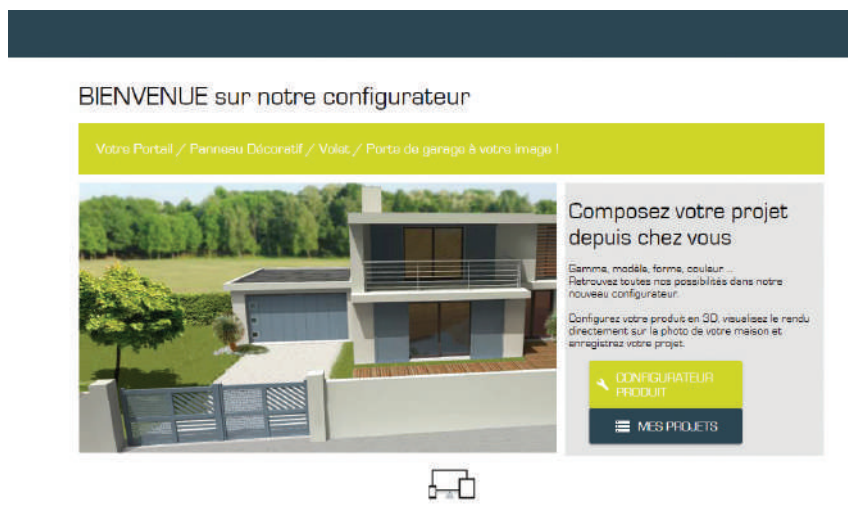 BIENVENUE sur notre configurateur
Votre Portail / Panneau Décoratif / Volet / Porte de garage à votre image !
Composez votre projet
depuis chez vous
Gamme, modèle, forme, couleur ...
Retrouvez toutes nos possibilités dans notre
nouveau configurateur.
Configurez votre produit en 3D, visualisez le rendu
directement sur la photo de votre maison et
enregistrez votre projet.
CONFIGURATEUR
PRODUIT
MES PROJETS